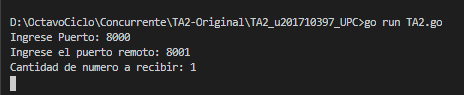 D:\OctavoCiclo\Concurrente\TA2-Original\TA2_u201710397_UPC>go run TA2.go
Ingrese Puerto: 8000
Ingrese el puerto remoto: 8001
Cantidad de numero a recibir: 1